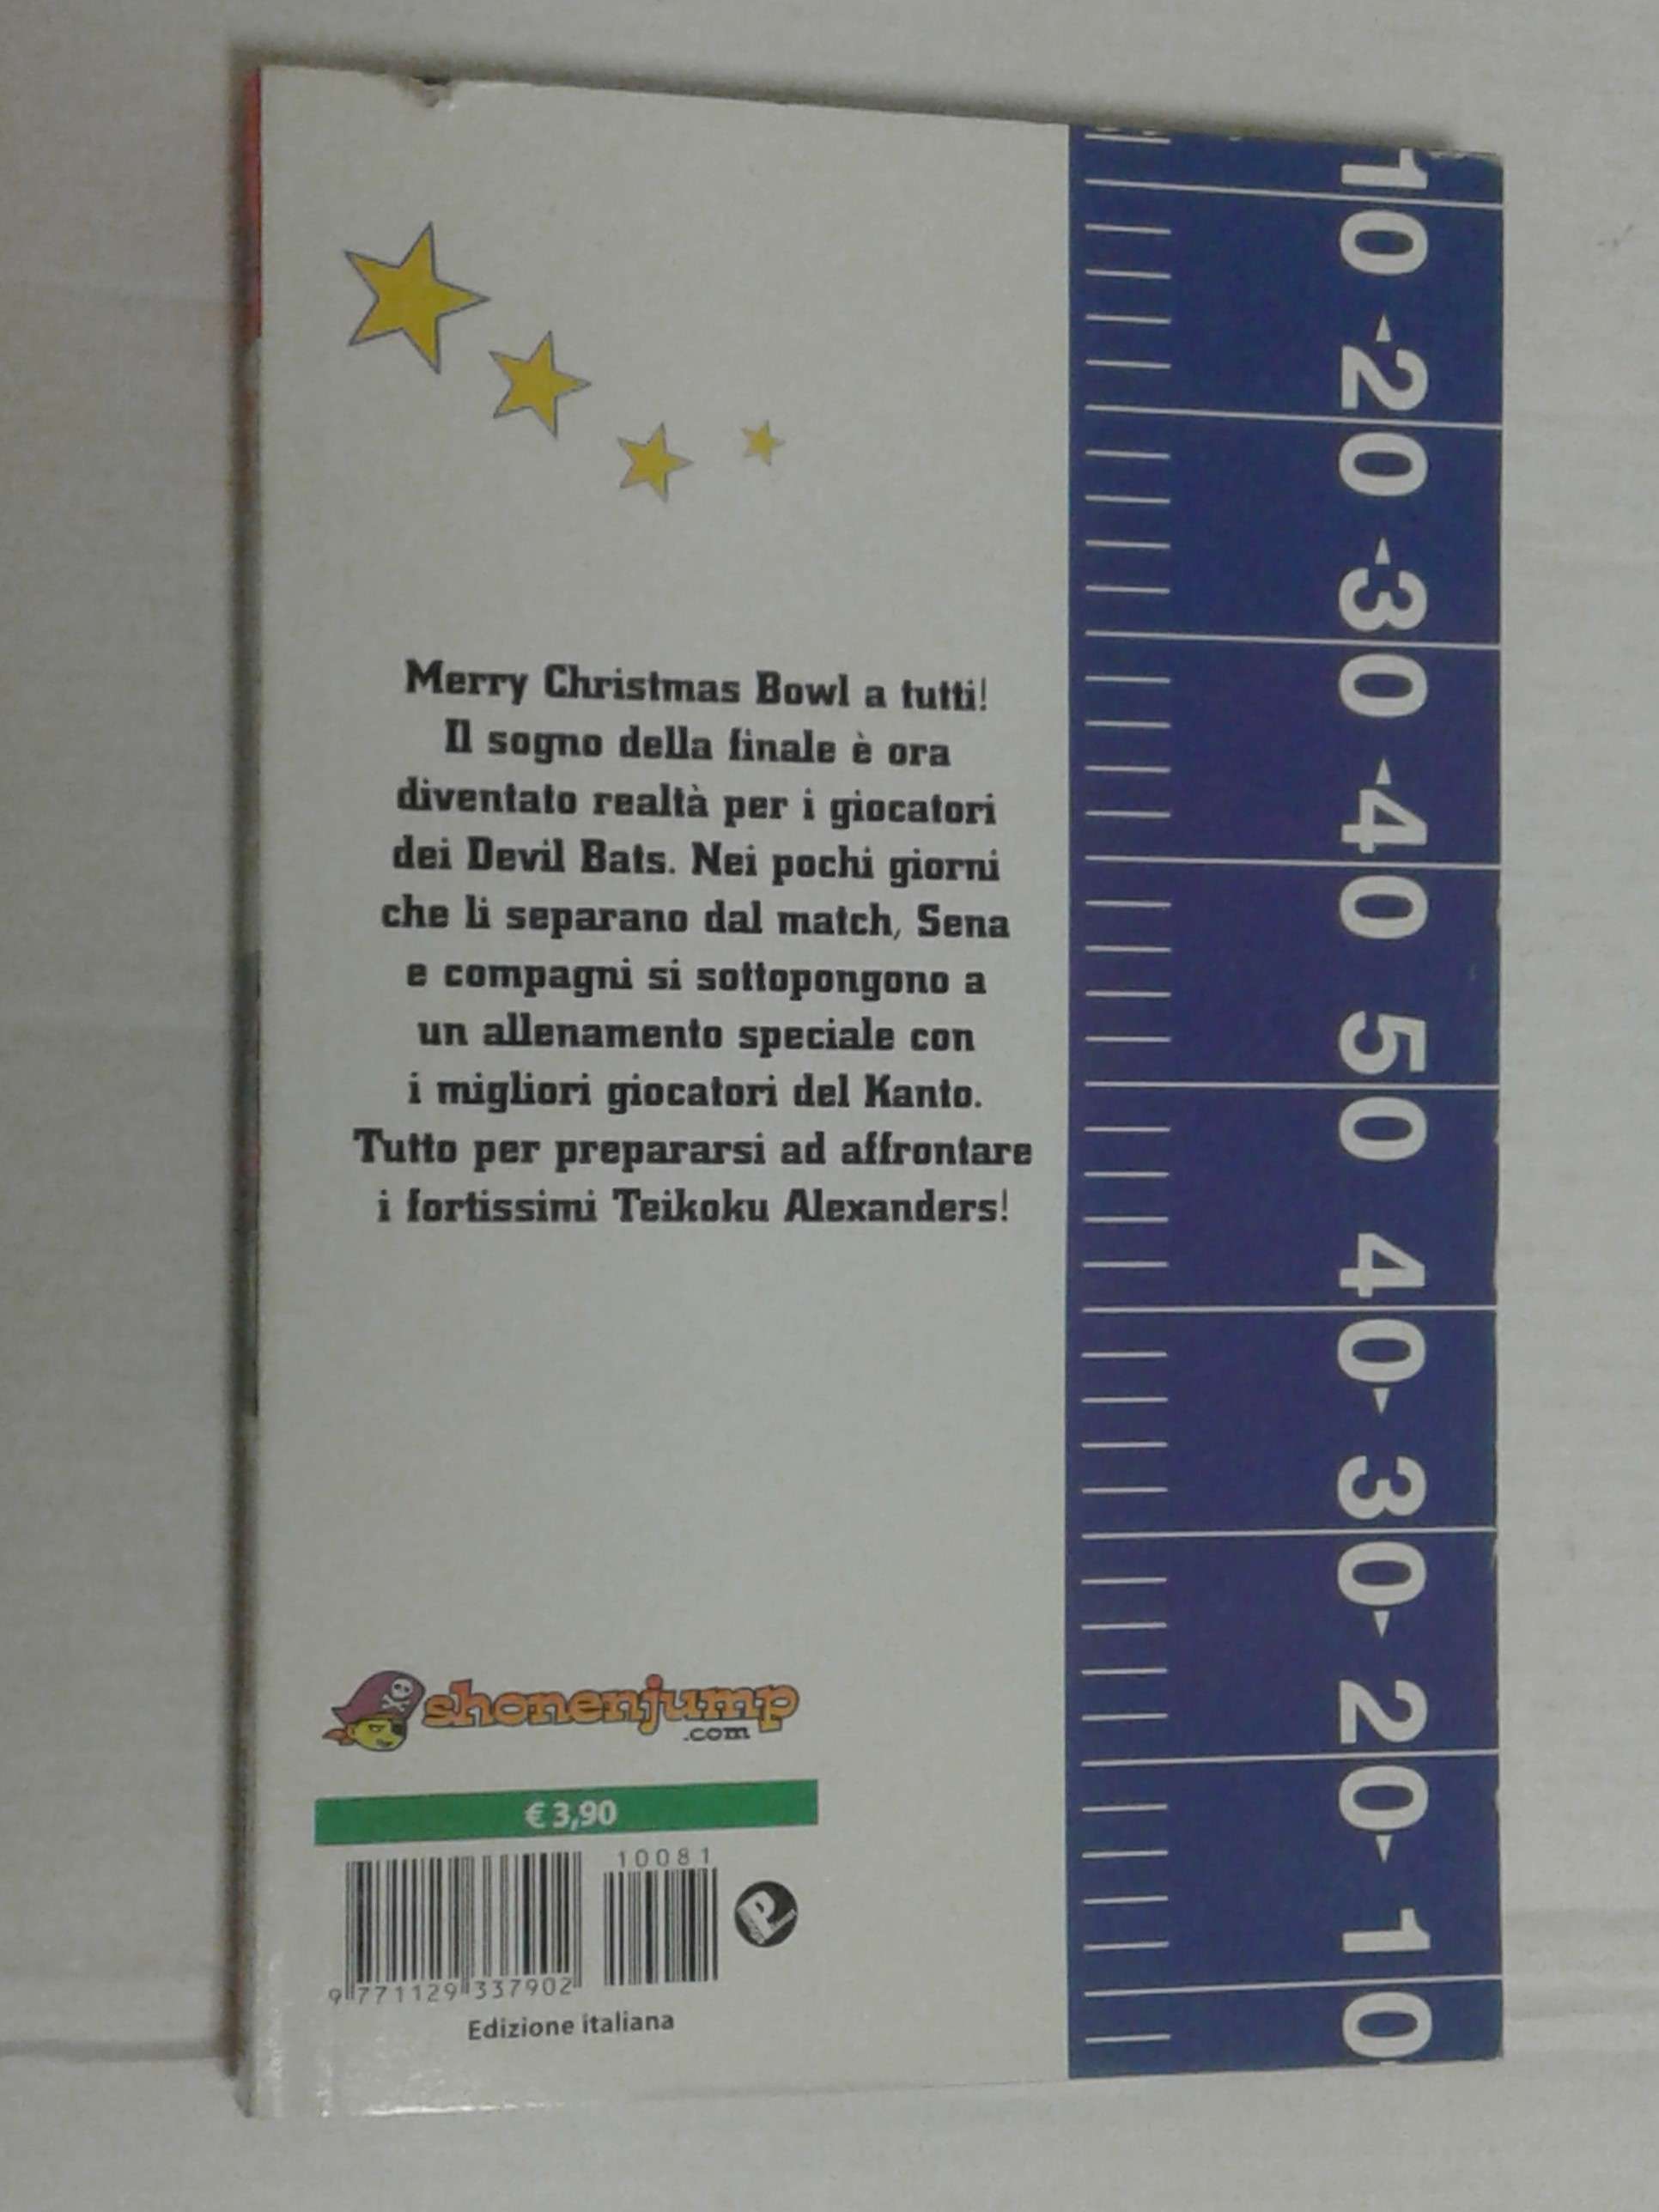 Merry Christmas Bowl a tutti!
Il sogno della finale è ora
diventato realtà per i giocatori
dei Devil Bats. Nei pochi giorni
che li separano dal match, Sena
e compagni si sottopongono a
un allenamento speciale con
i migliori giocatori del Kanto.
Tutto per prepararsi ad affrontare
i fortissimi Teikoku Alexanders!
shonenjump
.com
€ 3,90
10081
9 771129 337902
P
Edizione italiana
10 20 30 40 50 40 30 20 10